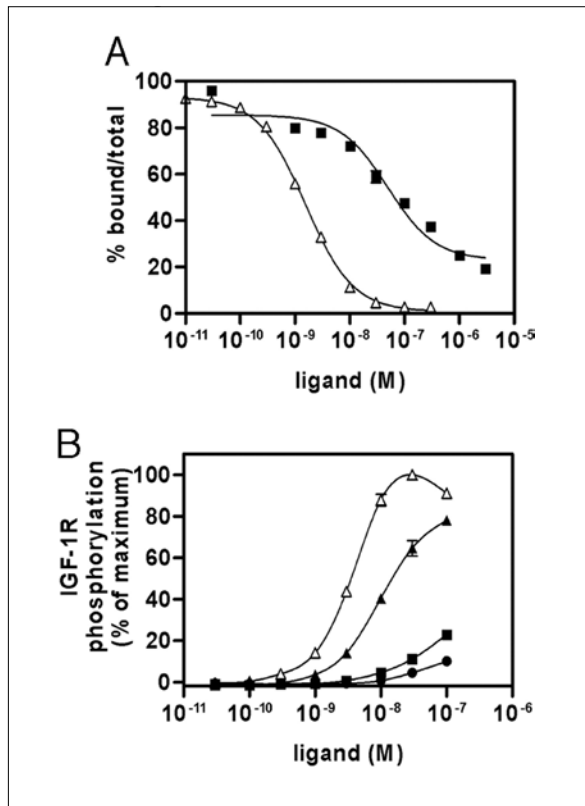 A
% bound/total
100
80
60
40
20
0
10⁻¹¹ 10⁻¹⁰ 10⁻⁹ 10⁻⁸ 10⁻⁷ 10⁻⁶ 10⁻⁵
ligand (M)
B
IGF-1R
phosphorylation
(% of maximum)
100
80
60
40
20
0
10⁻¹¹ 10⁻¹⁰ 10⁻⁹ 10⁻⁸ 10⁻⁷ 10⁻⁶
ligand (M)